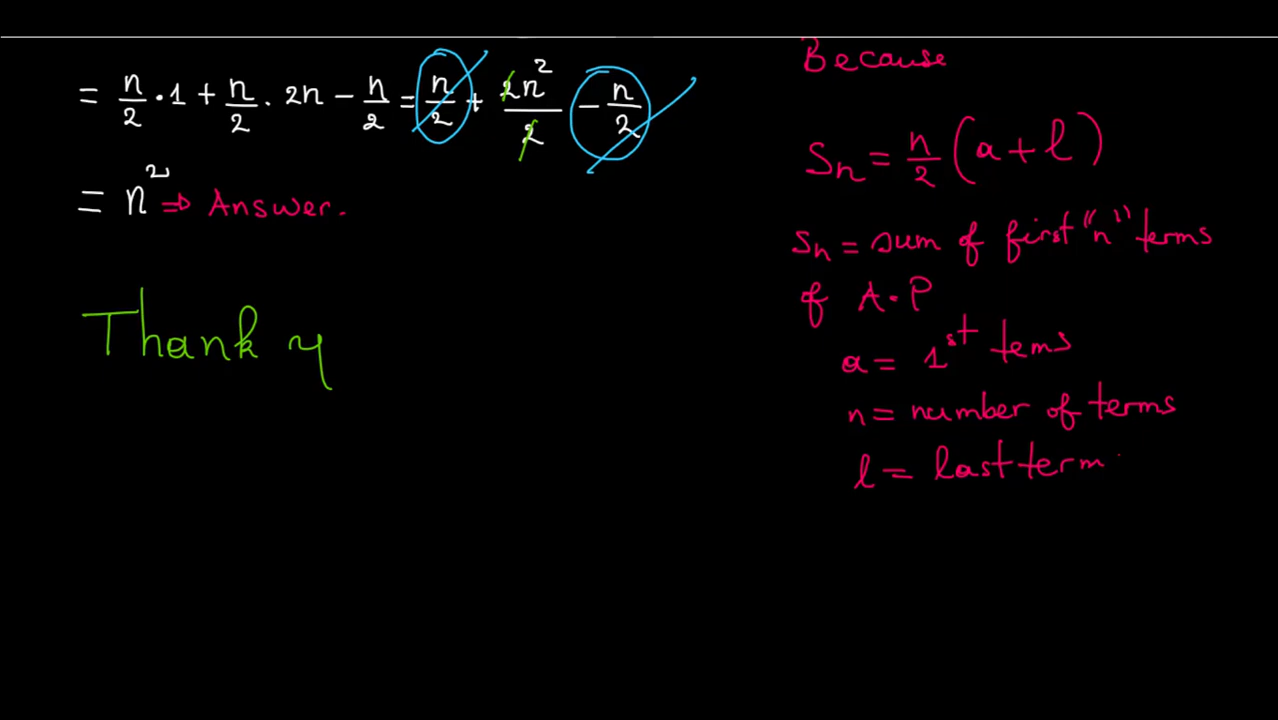 = n/2 · 1 + n/2 · 2n − n/2 = n/2 + 2n²/2 − n/2
= n² ⇒ Answer.
Thank y
Because
Sn = n/2 (a + l)
Sn = sum of first "n" terms
of A.P
a = 1st tems
n = number of terms
l = last term